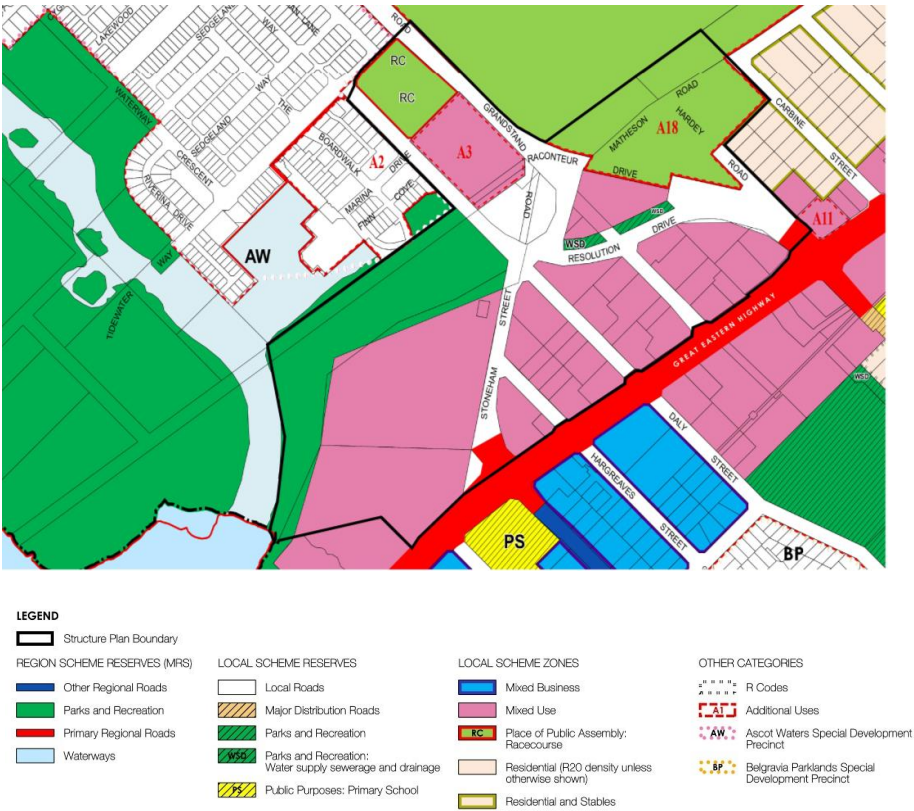 CYG
LAKEWOOD
SEDGELAND
WAY
AN LANE
ROAD
WATERWAY
SEDGELAND
WAY
THE
CRESCENT
RIVERINA DRIVE
WAY
TIDEWATER
AW
BOARDWALK
A2
MARINA
DRIVE
FINN
COVE
RC
RC
GRANDSTAND
A3
RACONTEUR
DRIVE
ROAD
MATHESON
ROAD
HARDEY
ROAD
A18
CARBINE
STREET
A11
WSD
WSD
RESOLUTION
DRIVE
STONEHAM
STREET
GREAT EASTERN HIGHWAY
WSD
DALY
STREET
HARGREAVES
STREET
PS
BP
LEGEND
Structure Plan Boundary
REGION SCHEME RESERVES (MRS)
Other Regional Roads
Parks and Recreation
Primary Regional Roads
Waterways
LOCAL SCHEME RESERVES
Local Roads
Major Distribution Roads
Parks and Recreation
WSD
Parks and Recreation:
Water supply sewerage and drainage
PS
Public Purposes: Primary School
LOCAL SCHEME ZONES
Mixed Business
Mixed Use
RC
Place of Public Assembly:
Racecourse
Residential (R20 density unless
otherwise shown)
Residential and Stables
OTHER CATEGORIES
R Codes
A1
Additional Uses
AW
Ascot Waters Special Development
Precinct
BP
Belgravia Parklands Special
Development Precinct